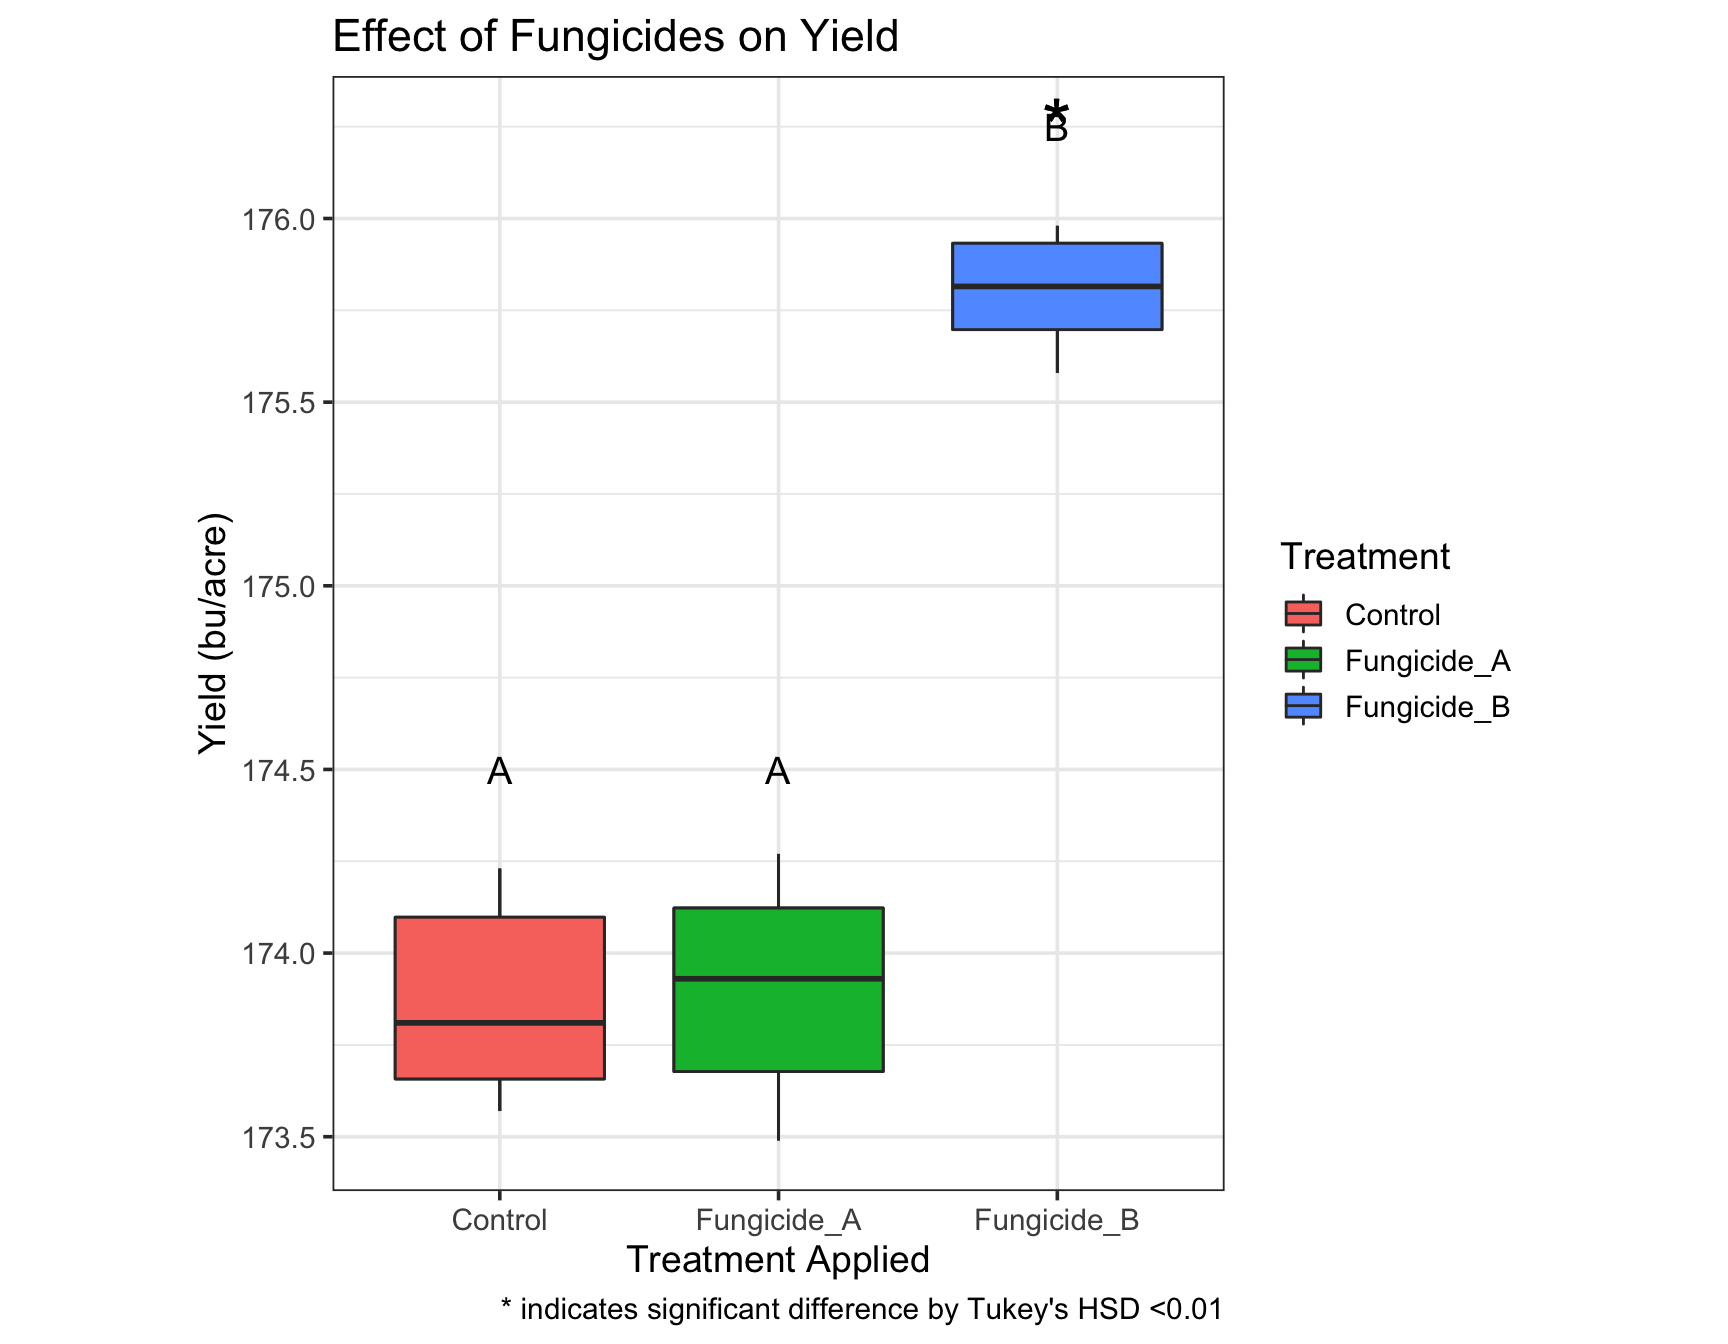 Effect of Fungicides on Yield
*
B
176.0
175.5
175.0
174.5
174.0
173.5
Yield (bu/acre)
A
A
Control
Fungicide_A
Fungicide_B
Treatment Applied
* indicates significant difference by Tukey's HSD <0.01
Treatment
Control
Fungicide_A
Fungicide_B